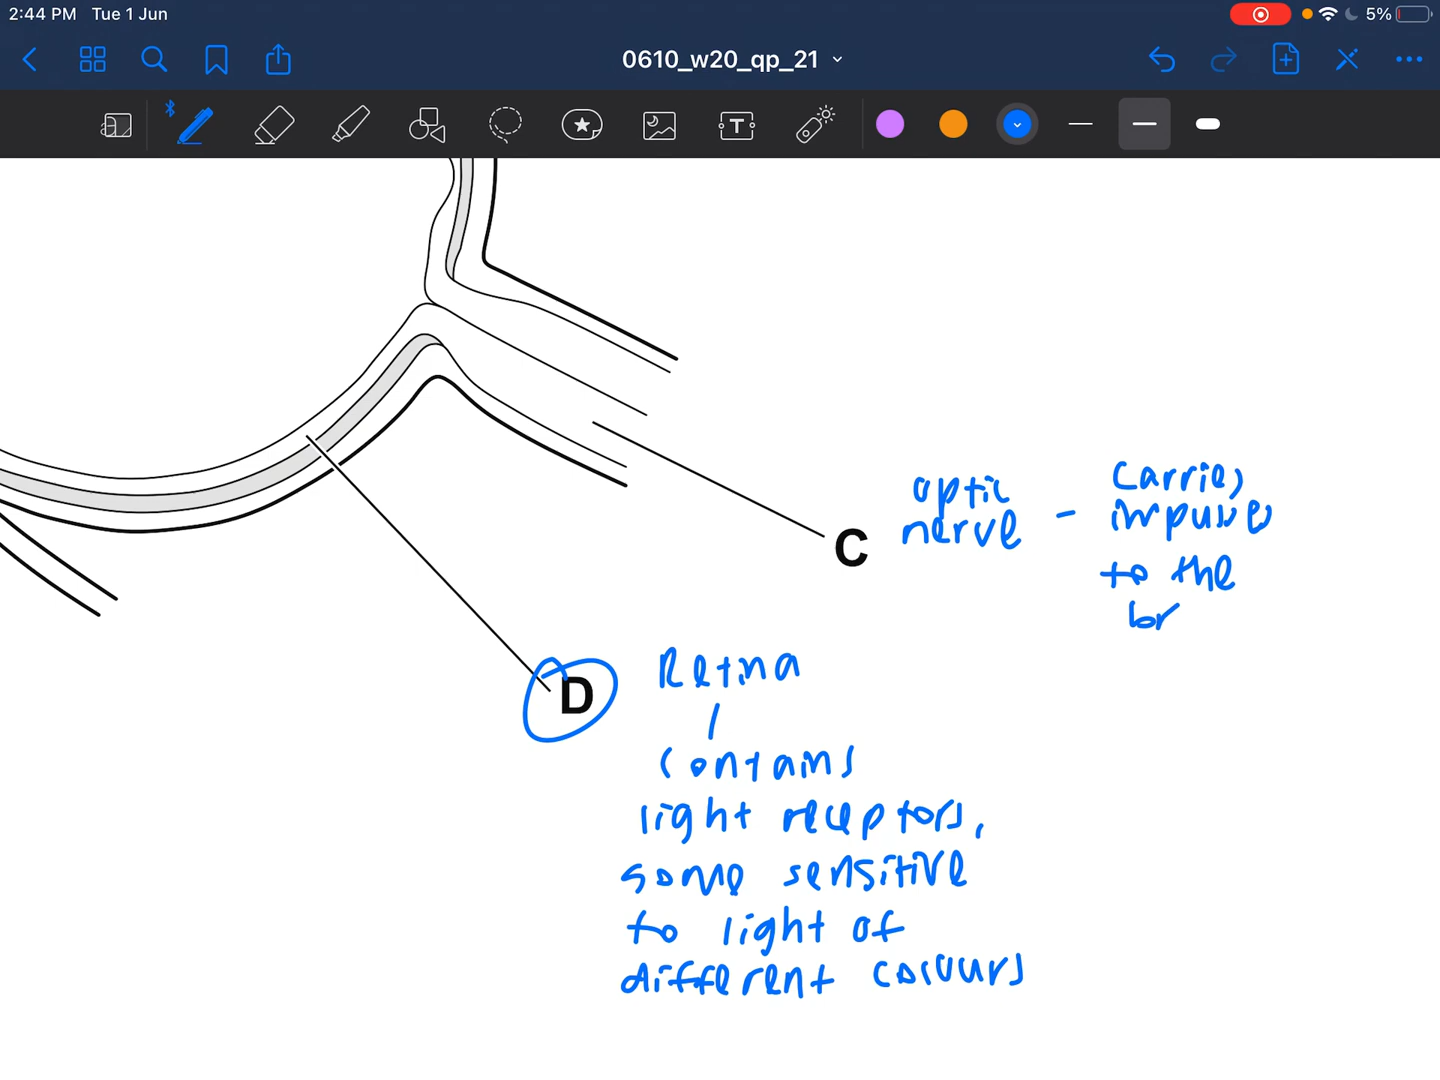 2:44 PM Tue 1 Jun
5%
0610_w20_qp_21
T
C
optic
nerve -
Carries
impulses
to the
br
D
Retina
contains
light receptors,
some sensitive
to light of
different colours